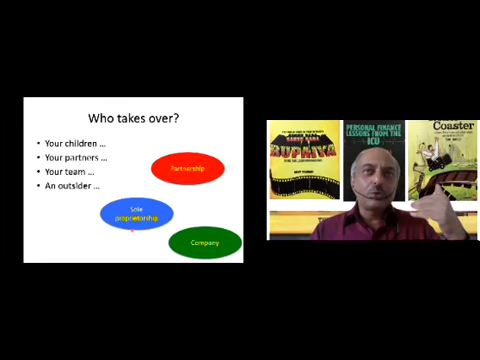 Who takes over?
• Your children ...
• Your partners ...
• Your team ...
• An outsider ...
Partnership
Sole
proprietorship
Company
RUPAIYA
PERSONAL FINANCE
LESSONS FROM THE
ICU
Coaster